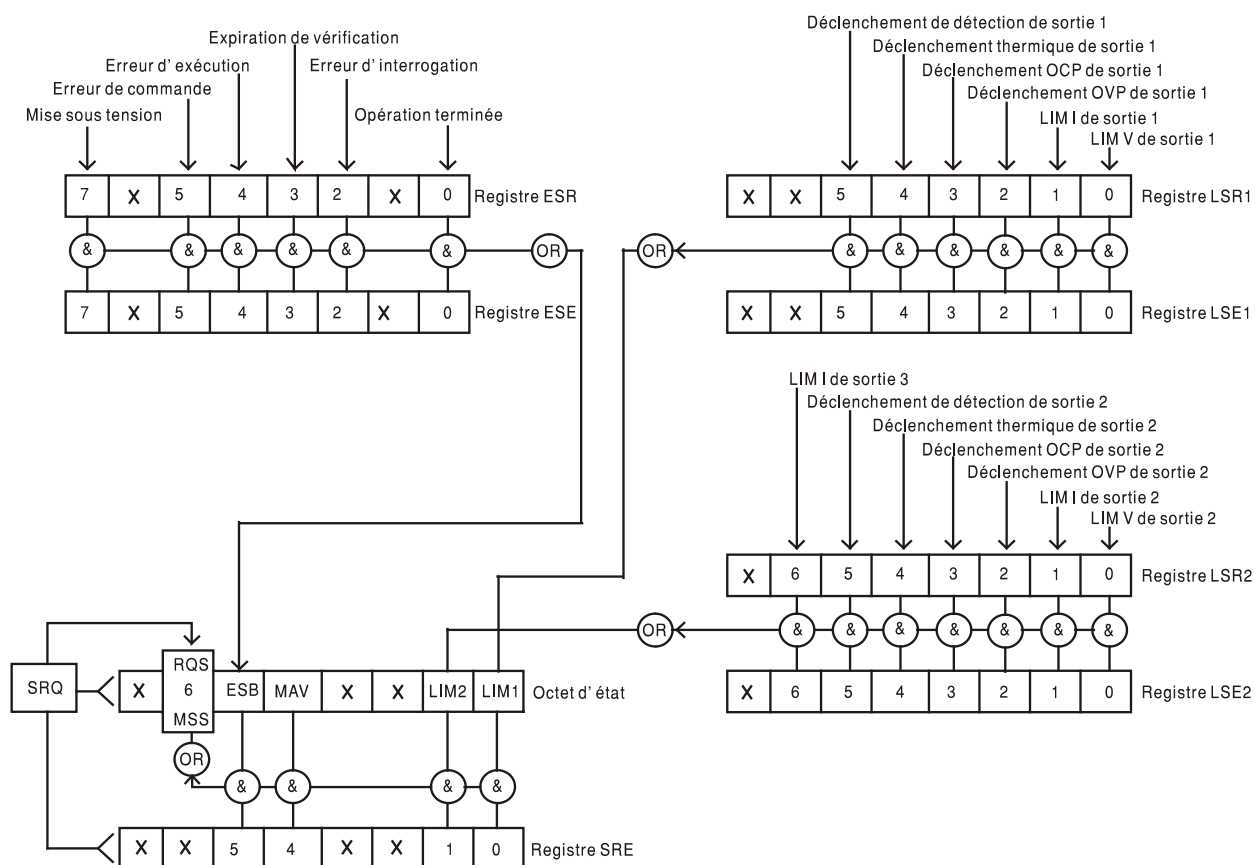 Expiration de vérification
Erreur d' exécution
Erreur d' interrogation
Erreur de commande
Mise sous tension
Opération terminée
7 X 5 4 3 2 X 0 Registre ESR
& & & & & & OR
7 X 5 4 3 2 X 0 Registre ESE
Déclenchement de détection de sortie 1
Déclenchement thermique de sortie 1
Déclenchement OCP de sortie 1
Déclenchement OVP de sortie 1
LIM I de sortie 1
LIM V de sortie 1
X X 5 4 3 2 1 0 Registre LSR1
OR & & & & & &
X X 5 4 3 2 1 0 Registre LSE1
LIM I de sortie 3
Déclenchement de détection de sortie 2
Déclenchement thermique de sortie 2
Déclenchement OCP de sortie 2
Déclenchement OVP de sortie 2
LIM I de sortie 2
LIM V de sortie 2
X 6 5 4 3 2 1 0 Registre LSR2
OR & & & & & & &
X 6 5 4 3 2 1 0 Registre LSE2
RQS
SRQ X 6 ESB MAV X X LIM2 LIM1 Octet d' état
MSS
OR
& & & &
X X 5 4 X X 1 0 Registre SRE